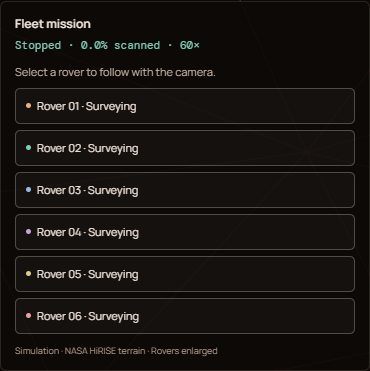 Fleet mission
Stopped · 0.0% scanned · 60×
Select a rover to follow with the camera.
Rover 01 · Surveying
Rover 02 · Surveying
Rover 03 · Surveying
Rover 04 · Surveying
Rover 05 · Surveying
Rover 06 · Surveying
Simulation · NASA HiRISE terrain · Rovers enlarged